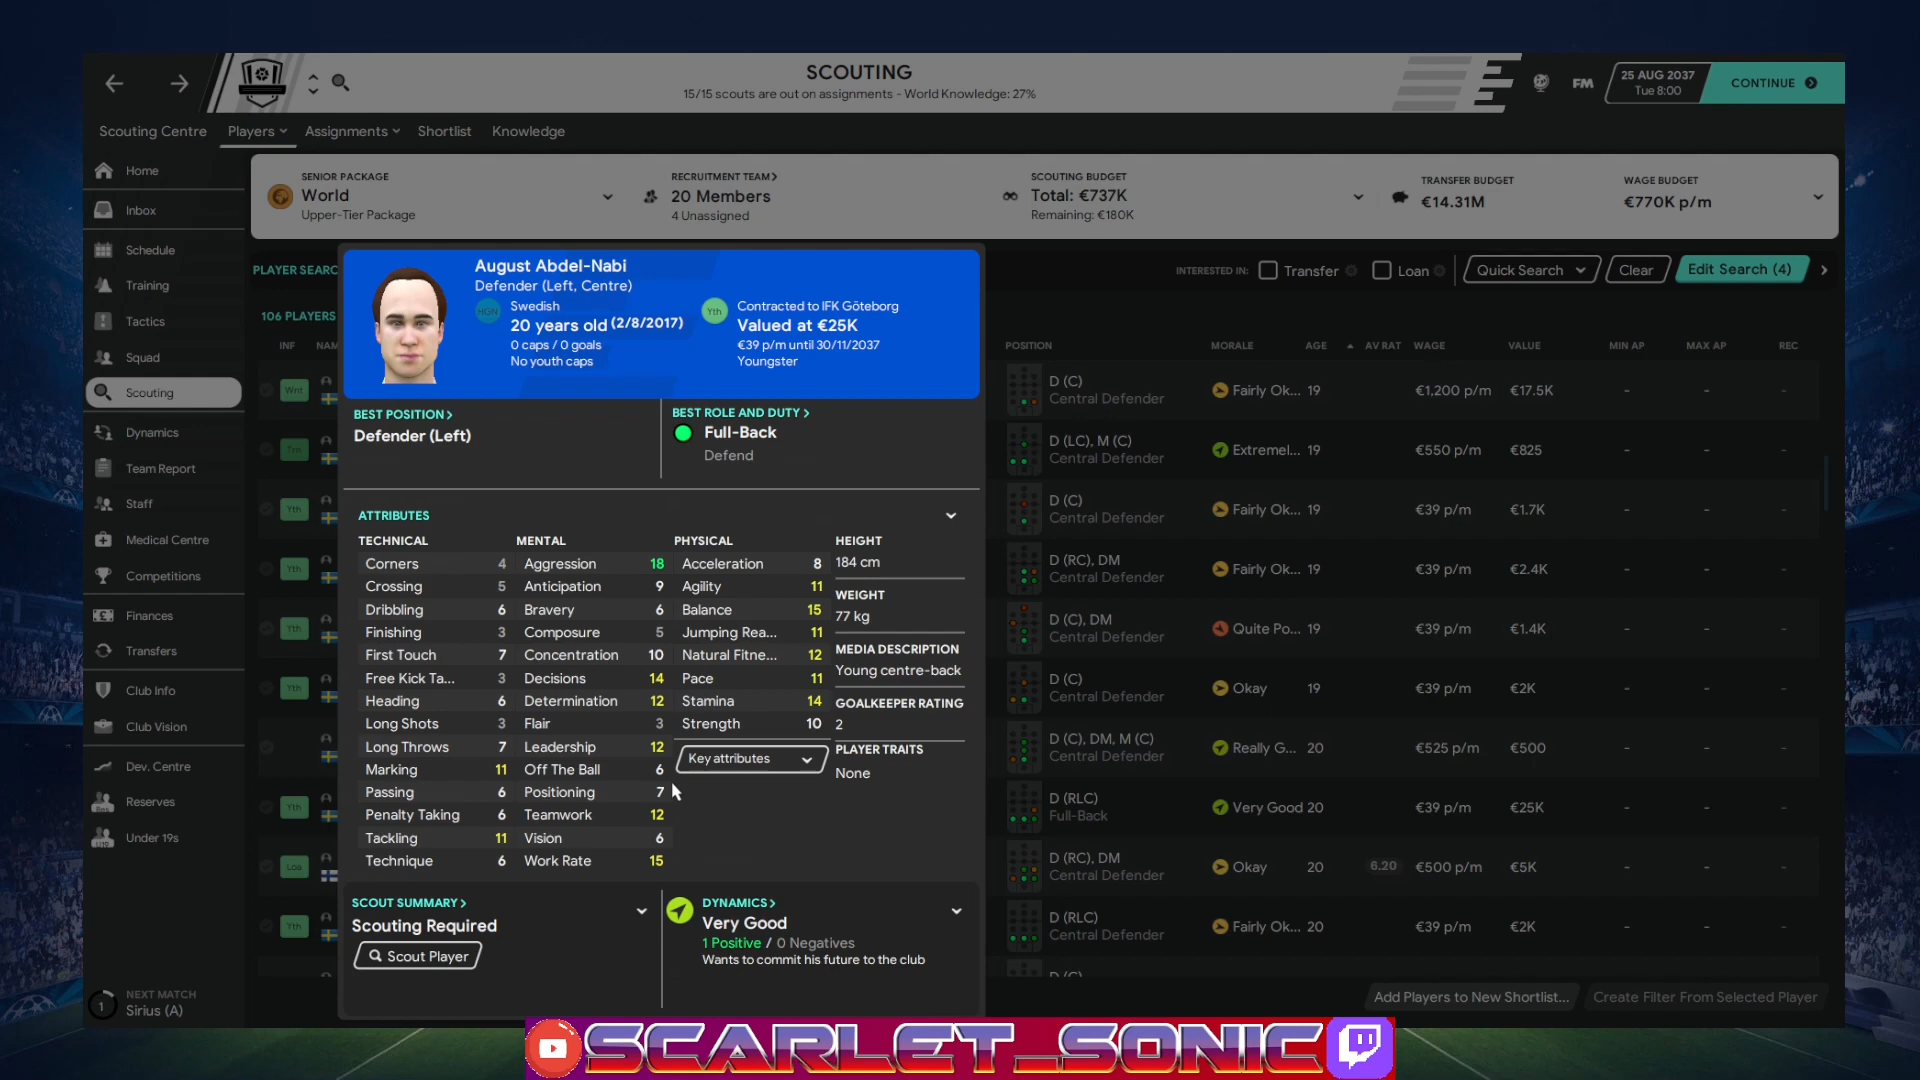 SCOUTING
15/15 scouts are out on assignments - World Knowledge: 27%
FM
25 AUG 2037
Tue 8:00
CONTINUE
Scouting Centre
Players
Assignments
Shortlist
Knowledge
Home
Inbox
Schedule
Training
Tactics
Squad
Scouting
Dynamics
Team Report
Staff
Medical Centre
Competitions
Finances
Transfers
Club Info
Club Vision
Dev. Centre
Reserves
Under 19s
1
NEXT MATCH
Sirius (A)
SENIOR PACKAGE
World
Upper-Tier Package
RECRUITMENT TEAM>
20 Members
4 Unassigned
SCOUTING BUDGET
Total: €737K
Remaining: €180K
TRANSFER BUDGET
€14.31M
WAGE BUDGET
€770K p/m
PLAYER SEARC
INTERESTED IN:
Transfer
Loan
Quick Search
Clear
Edit Search (4)
106 PLAYERS
INF NAM
Wnt
Trn
Yth
Yth
Yth
Yth
Yth
Loa
Yth
August Abdel-Nabi
Defender (Left, Centre)
HGN
Swedish
20 years old (2/8/2017)
0 caps / 0 goals
No youth caps
Yth
Contracted to IFK Göteborg
Valued at €25K
€39 p/m until 30/11/2037
Youngster
BEST POSITION>
Defender (Left)
BEST ROLE AND DUTY >
Full-Back
Defend
ATTRIBUTES
TECHNICAL
Corners 4
Crossing 5
Dribbling 6
Finishing 3
First Touch 7
Free Kick Ta... 3
Heading 6
Long Shots 3
Long Throws 7
Marking 11
Passing 6
Penalty Taking 6
Tackling 11
Technique 6
MENTAL
Aggression 18
Anticipation 9
Bravery 6
Composure 5
Concentration 10
Decisions 14
Determination 12
Flair 3
Leadership 12
Off The Ball 6
Positioning 7
Teamwork 12
Vision 6
Work Rate 15
PHYSICAL
Acceleration 8
Agility 11
Balance 15
Jumping Rea... 11
Natural Fitne... 12
Pace 11
Stamina 14
Strength 10
Key attributes
HEIGHT
184 cm
WEIGHT
77 kg
MEDIA DESCRIPTION
Young centre-back
GOALKEEPER RATING
2
PLAYER TRAITS
None
SCOUT SUMMARY>
Scouting Required
Scout Player
DYNAMICS>
Very Good
1 Positive / 0 Negatives
Wants to commit his future to the club
POSITION MORALE AGE AV RAT WAGE VALUE MIN AP MAX AP REC
D (C)
Central Defender
Fairly Ok... 19 €1,200 p/m €17.5K - - -
D (LC), M (C)
Central Defender
Extremel... 19 €550 p/m €825 - - -
D (C)
Central Defender
Fairly Ok... 19 €39 p/m €1.7K - - -
D (RC), DM
Central Defender
Fairly Ok... 19 €39 p/m €2.4K - - -
D (C), DM
Central Defender
Quite Po... 19 €39 p/m €1.4K - - -
D (C)
Central Defender
Okay 19 €39 p/m €2K - - -
D (C), DM, M (C)
Central Defender
Really G... 20 €525 p/m €500 - - -
D (RLC)
Full-Back
Very Good 20 €39 p/m €25K - - -
D (RC), DM
Central Defender
Okay 20 6.20 €500 p/m €5K - - -
D (RLC)
Central Defender
Fairly Ok... 20 €39 p/m €2K - - -
D (C)
Add Players to New Shortlist...
Create Filter From Selected Player
SCARLET_SONIC